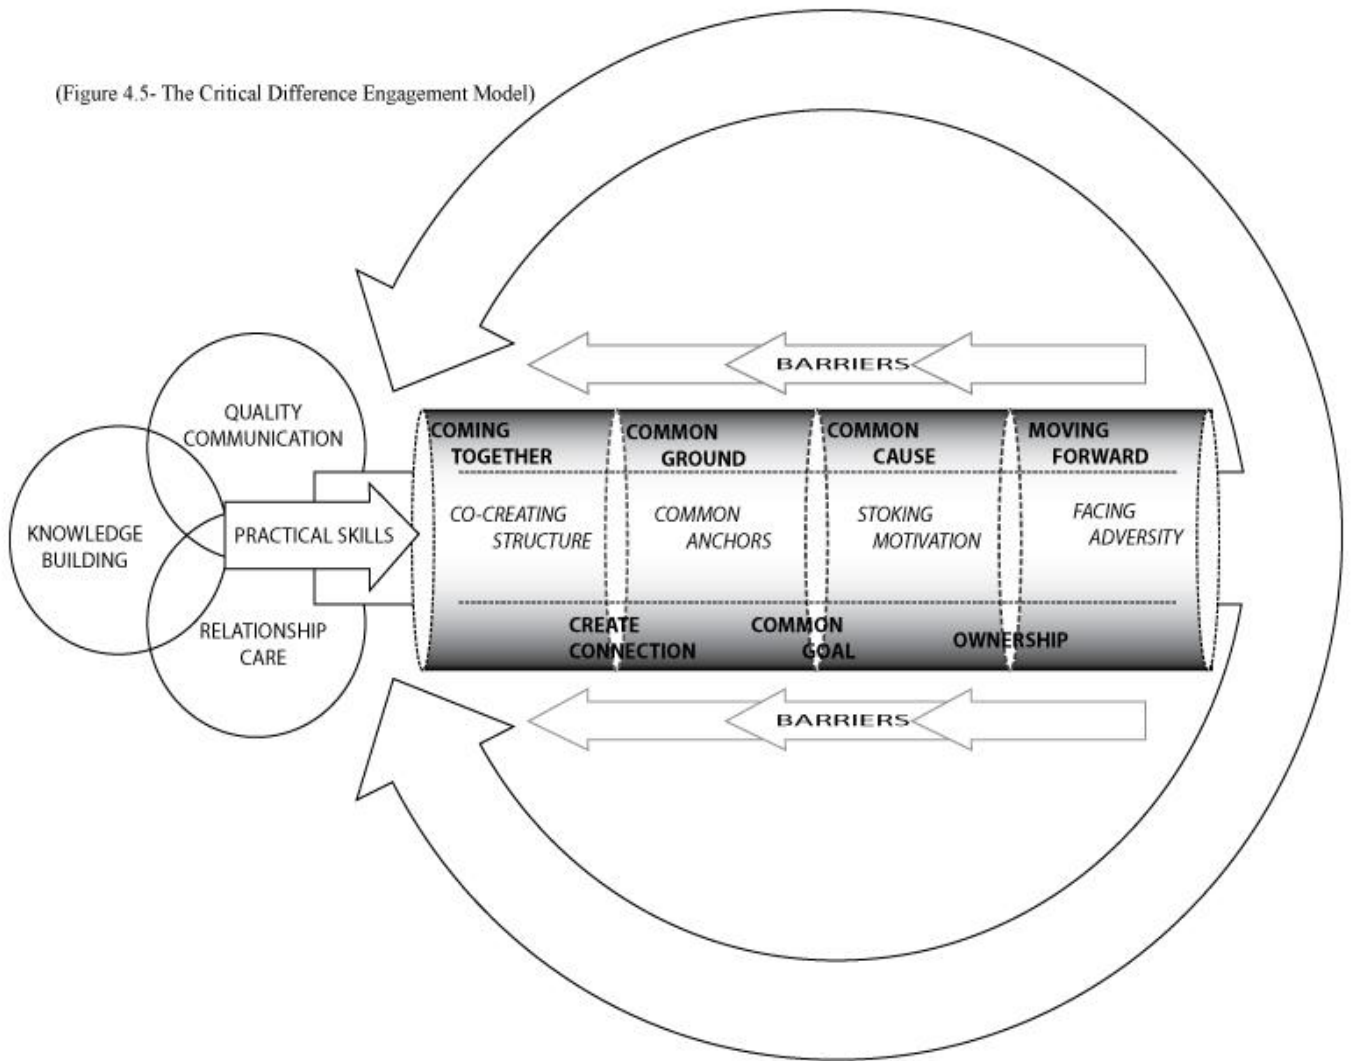 (Figure 4.5- The Critical Difference Engagement Model)
BARRIERS
QUALITY
COMMUNICATION
KNOWLEDGE
BUILDING
PRACTICAL SKILLS
RELATIONSHIP
CARE
COMING
TOGETHER
COMMON
GROUND
COMMON
CAUSE
MOVING
FORWARD
CO-CREATING
STRUCTURE
COMMON
ANCHORS
STOKING
MOTIVATION
FACING
ADVERSITY
CREATE
CONNECTION
COMMON
GOAL
OWNERSHIP
BARRIERS